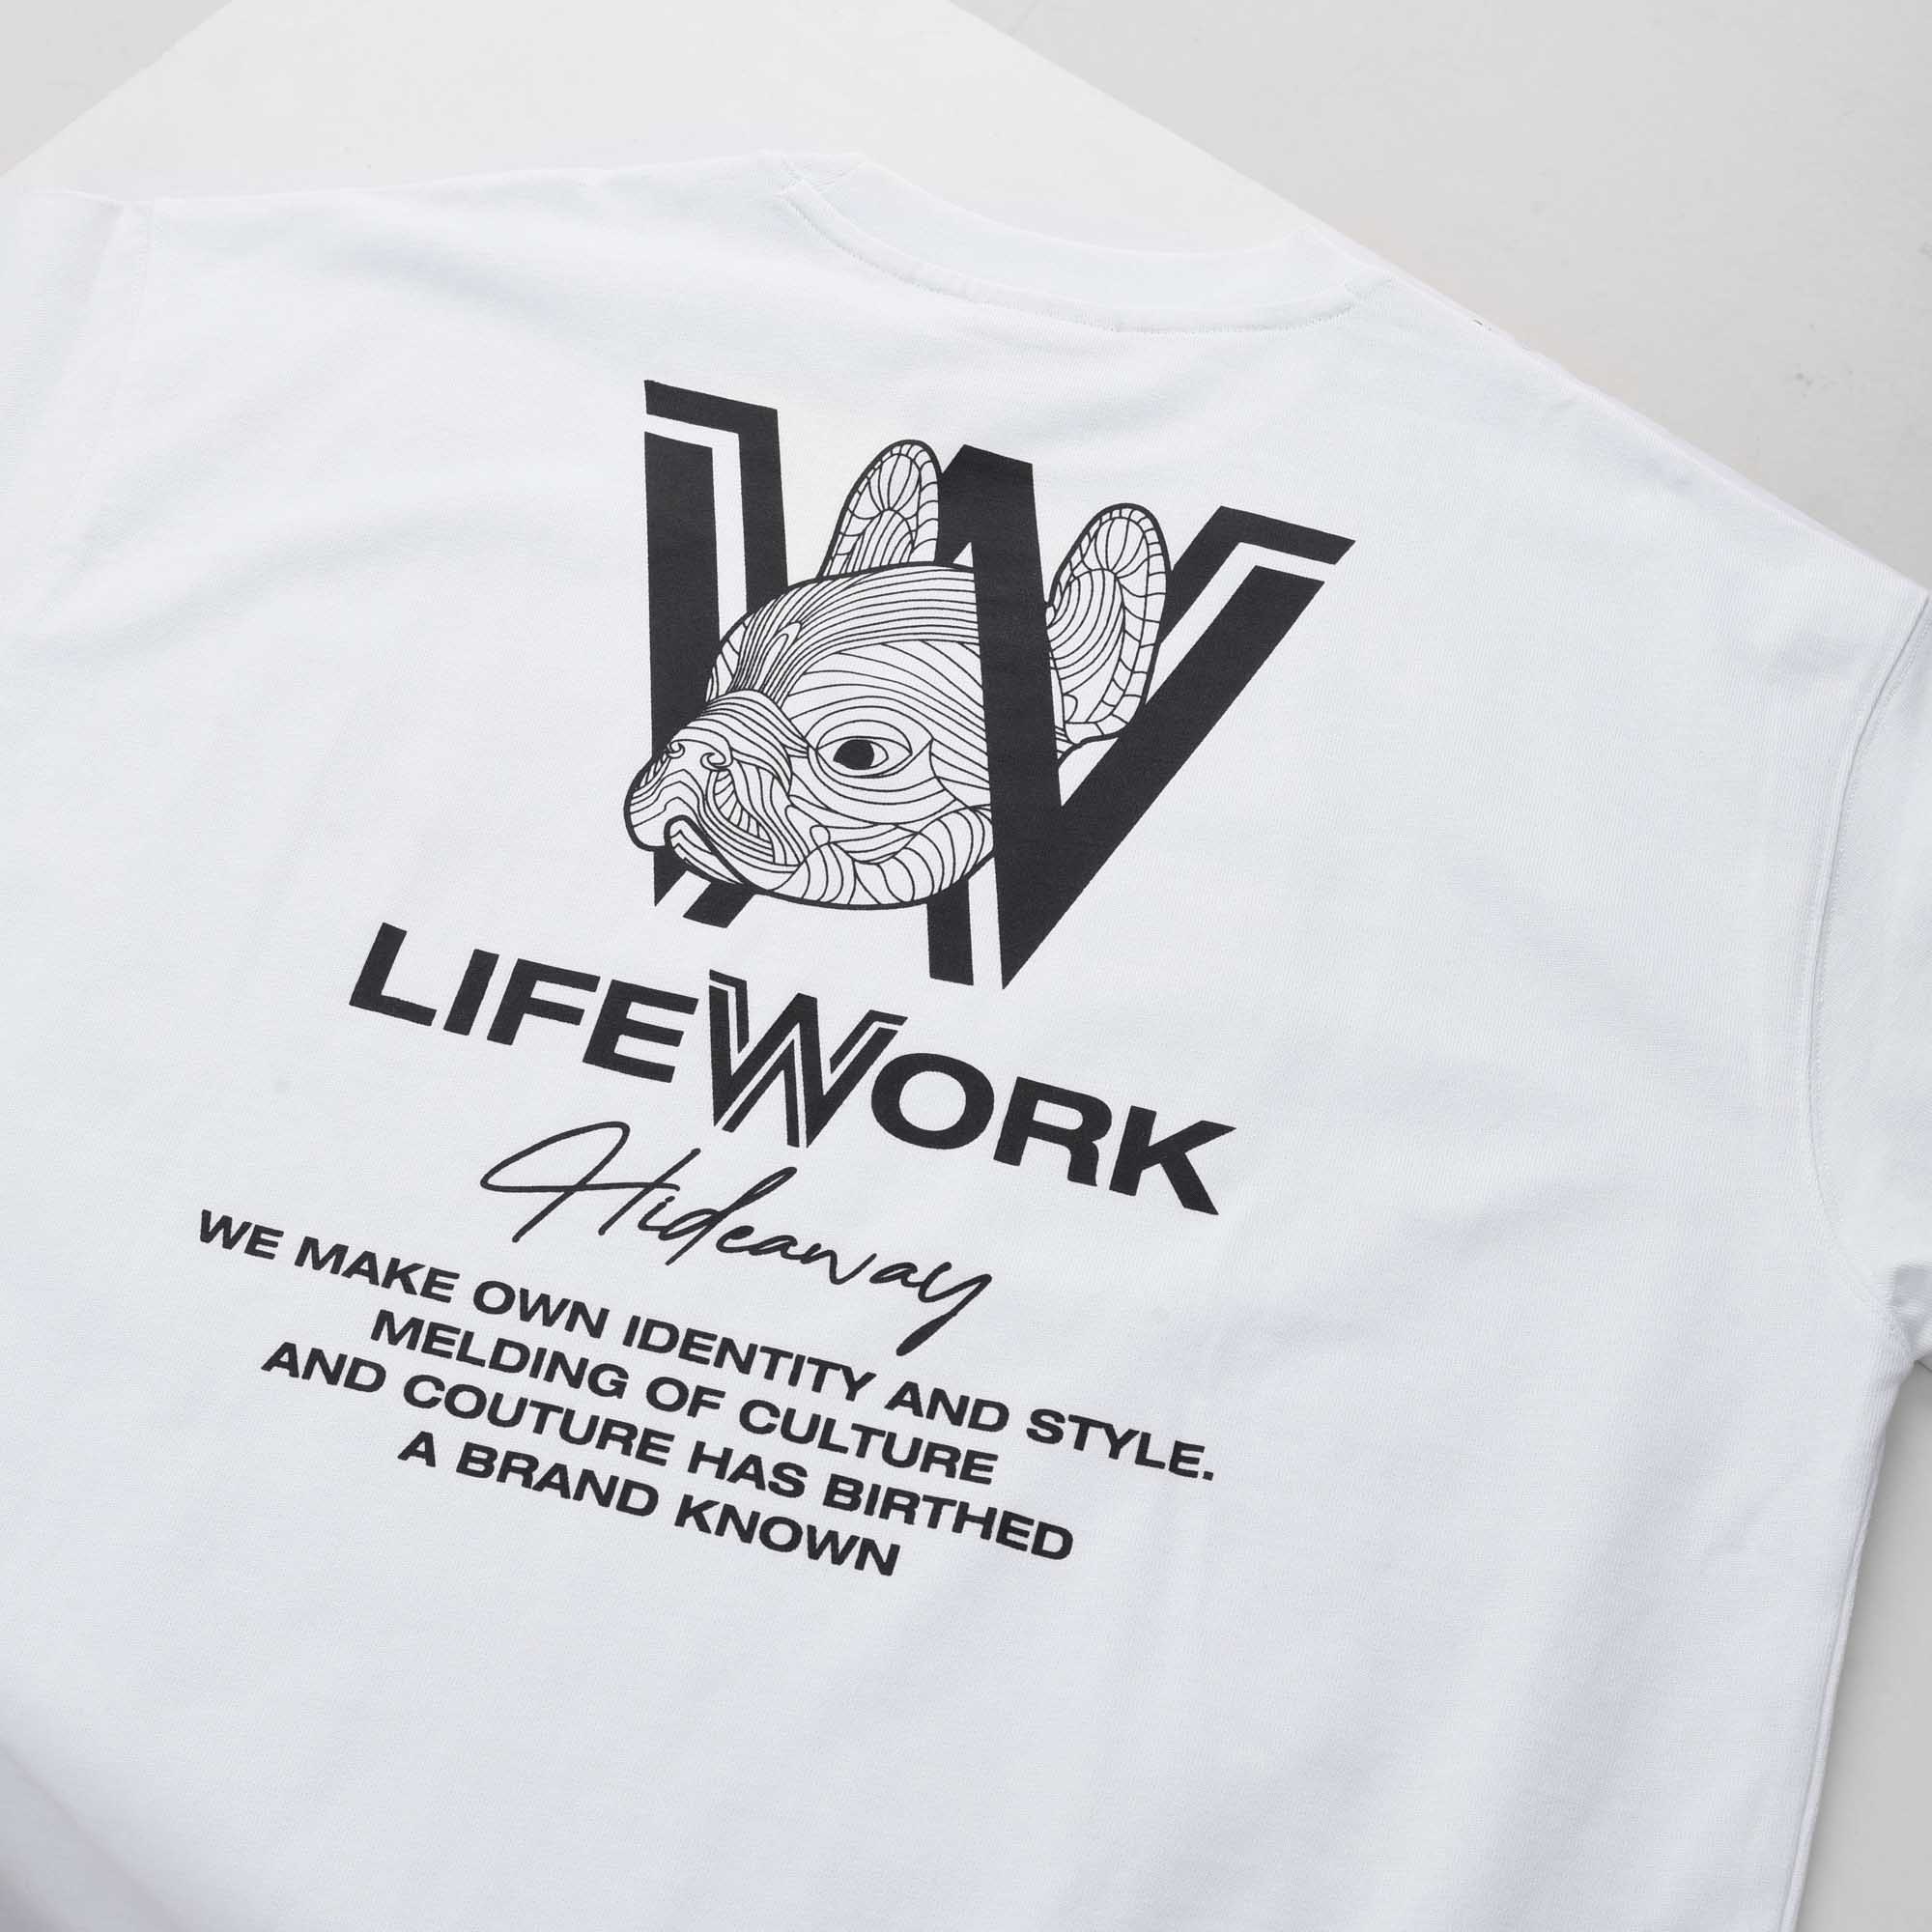 W
LIFEWORK
Hideaway
WE MAKE OWN IDENTITY AND STYLE.
MELDING OF CULTURE
AND COUTURE HAS BIRTHED
A BRAND KNOWN